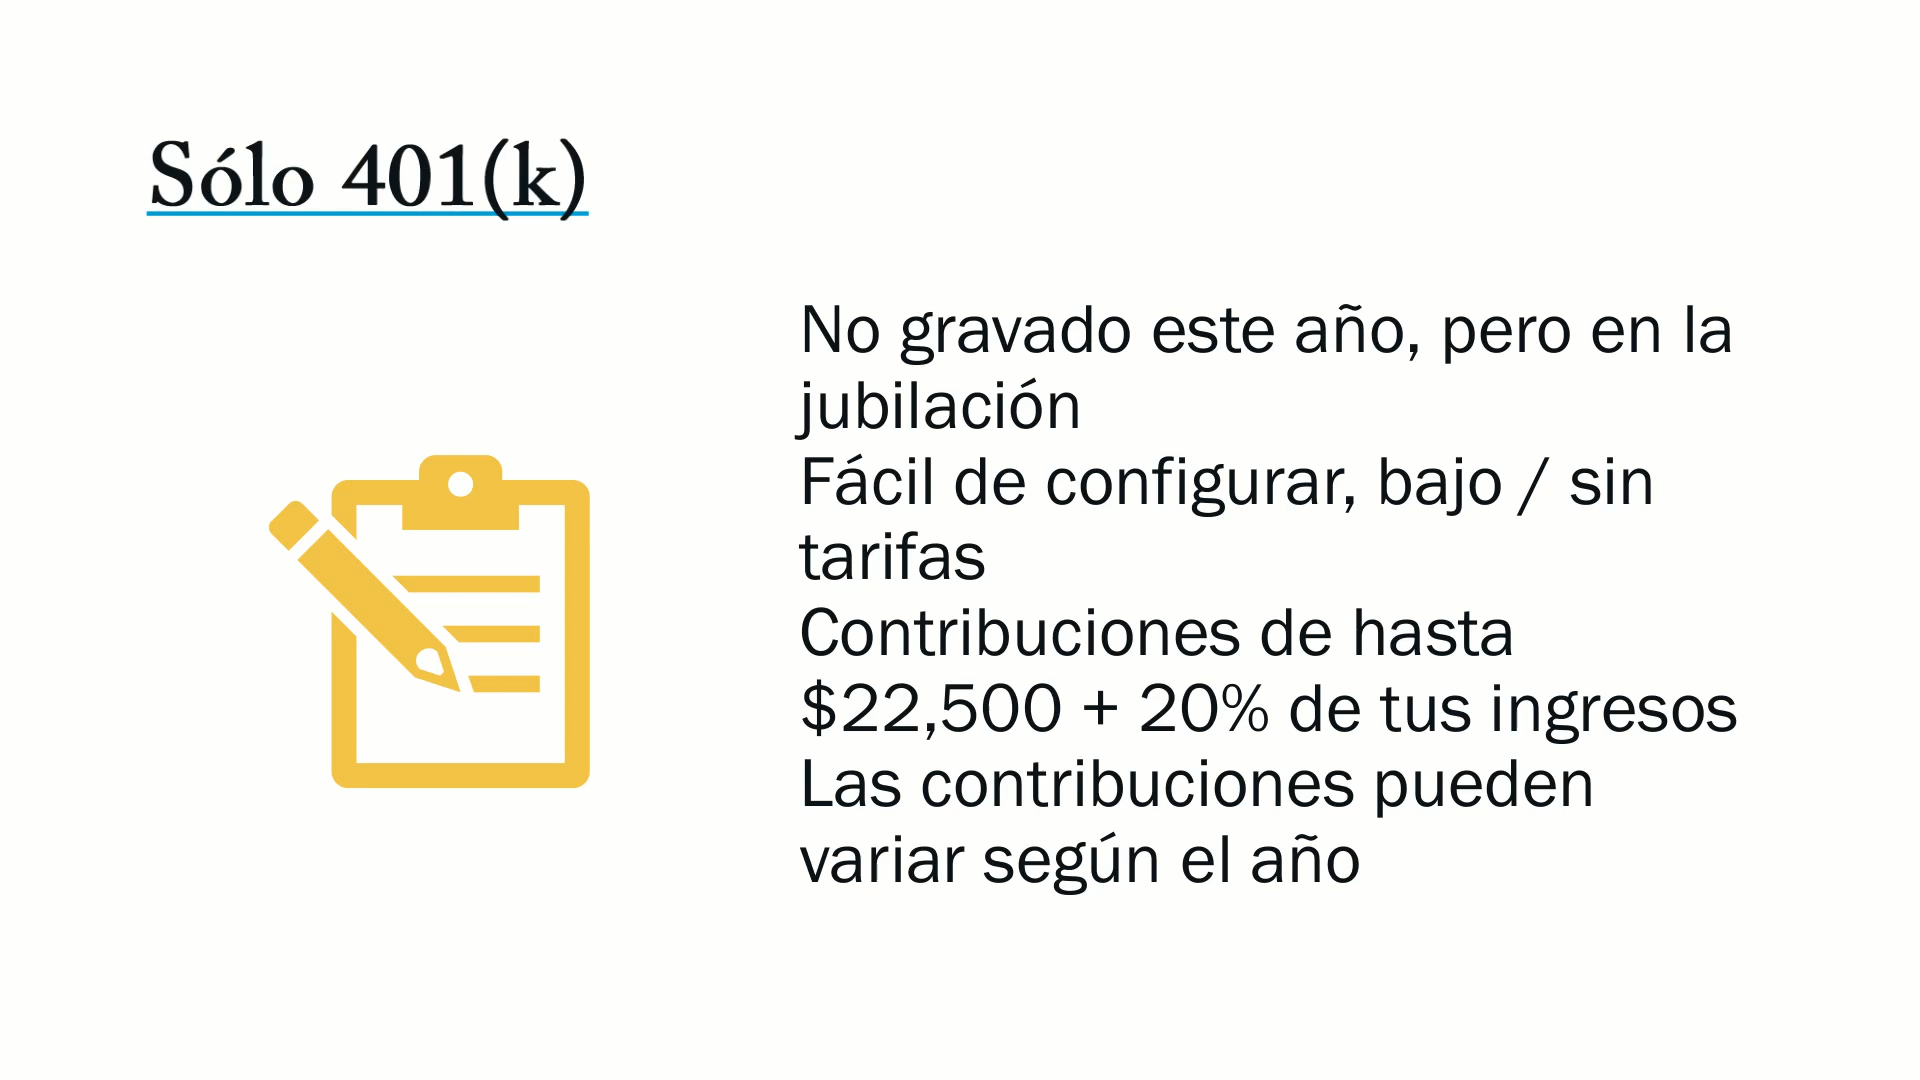 Sólo 401(k)
No gravado este año, pero en la
jubilación
Fácil de configurar, bajo / sin
tarifas
Contribuciones de hasta
$22,500 + 20% de tus ingresos
Las contribuciones pueden
variar según el año